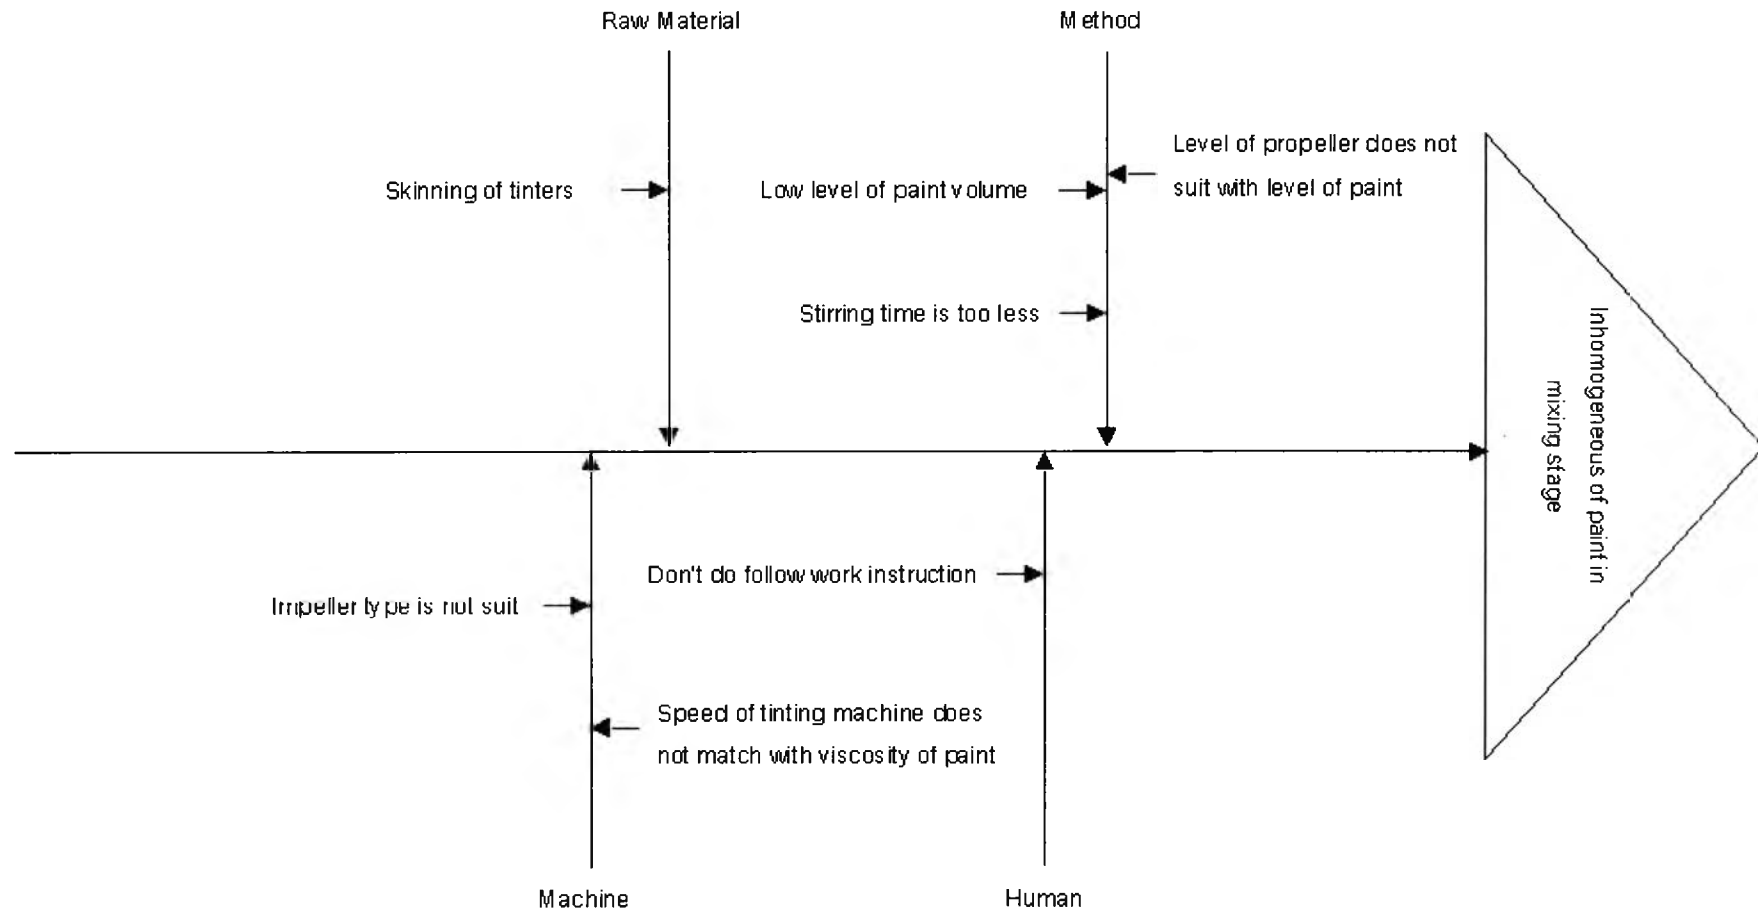 Raw Material
Method
Level of propeller does not
suit with level of paint
Skinning of tinters
Low level of paint volume
Stirring time is too less
Inhomogeneous of paint in
mixing stage
Don't do follow work instruction
Impeller type is not suit
Speed of tinting machine does
not match with viscosity of paint
Machine
Human